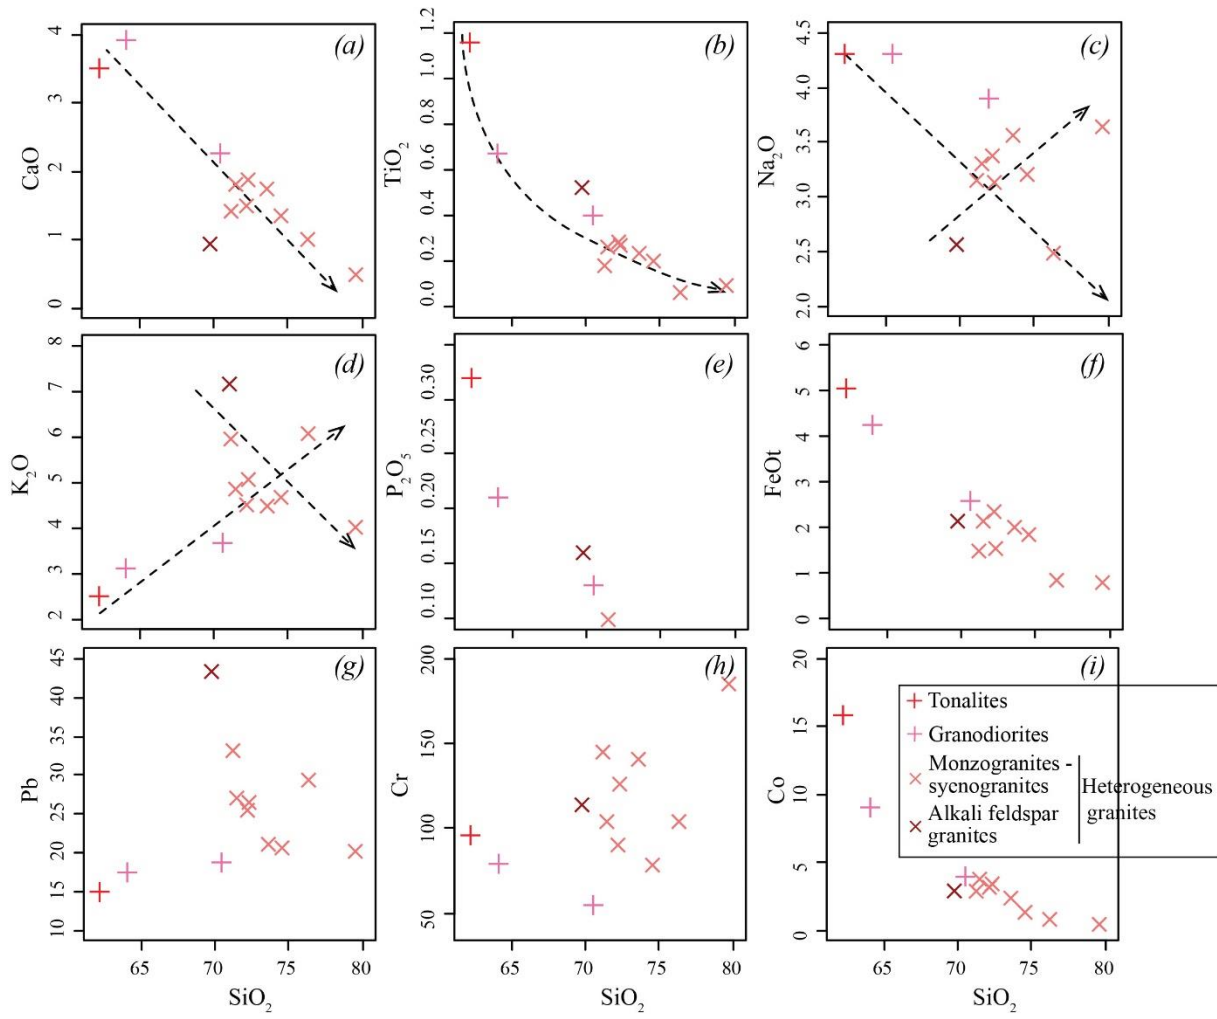 (a)
CaO
4
3
2
1
0
(b)
TiO2
1.2
1.0
0.8
0.6
0.4
0.2
0.0
(c)
Na2O
4.5
4.0
3.5
3.0
2.5
2.0
(d)
K2O
8
7
6
5
4
3
2
(e)
P2O5
0.30
0.25
0.20
0.15
0.10
(f)
FeOt
6
5
4
3
2
1
0
(g)
Pb
45
40
35
30
25
20
15
10
65 70 75 80
SiO2
(h)
Cr
200
150
100
50
65 70 75 80
SiO2
(i)
Co
20
15
10
5
0
65 70 75 80
SiO2
Tonalites
Granodiorites
Monzogranites -
sycnogranites
Alkali feldspar
granitcs
Heterogeneous
granites